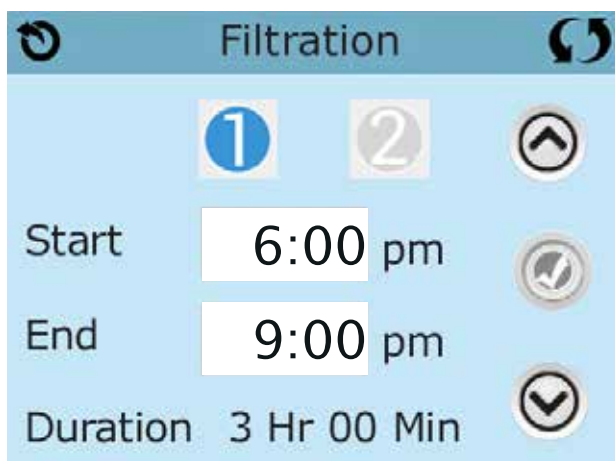 Filtration
1 2
Start 6:00 pm
End 9:00 pm
Duration 3 Hr 00 Min